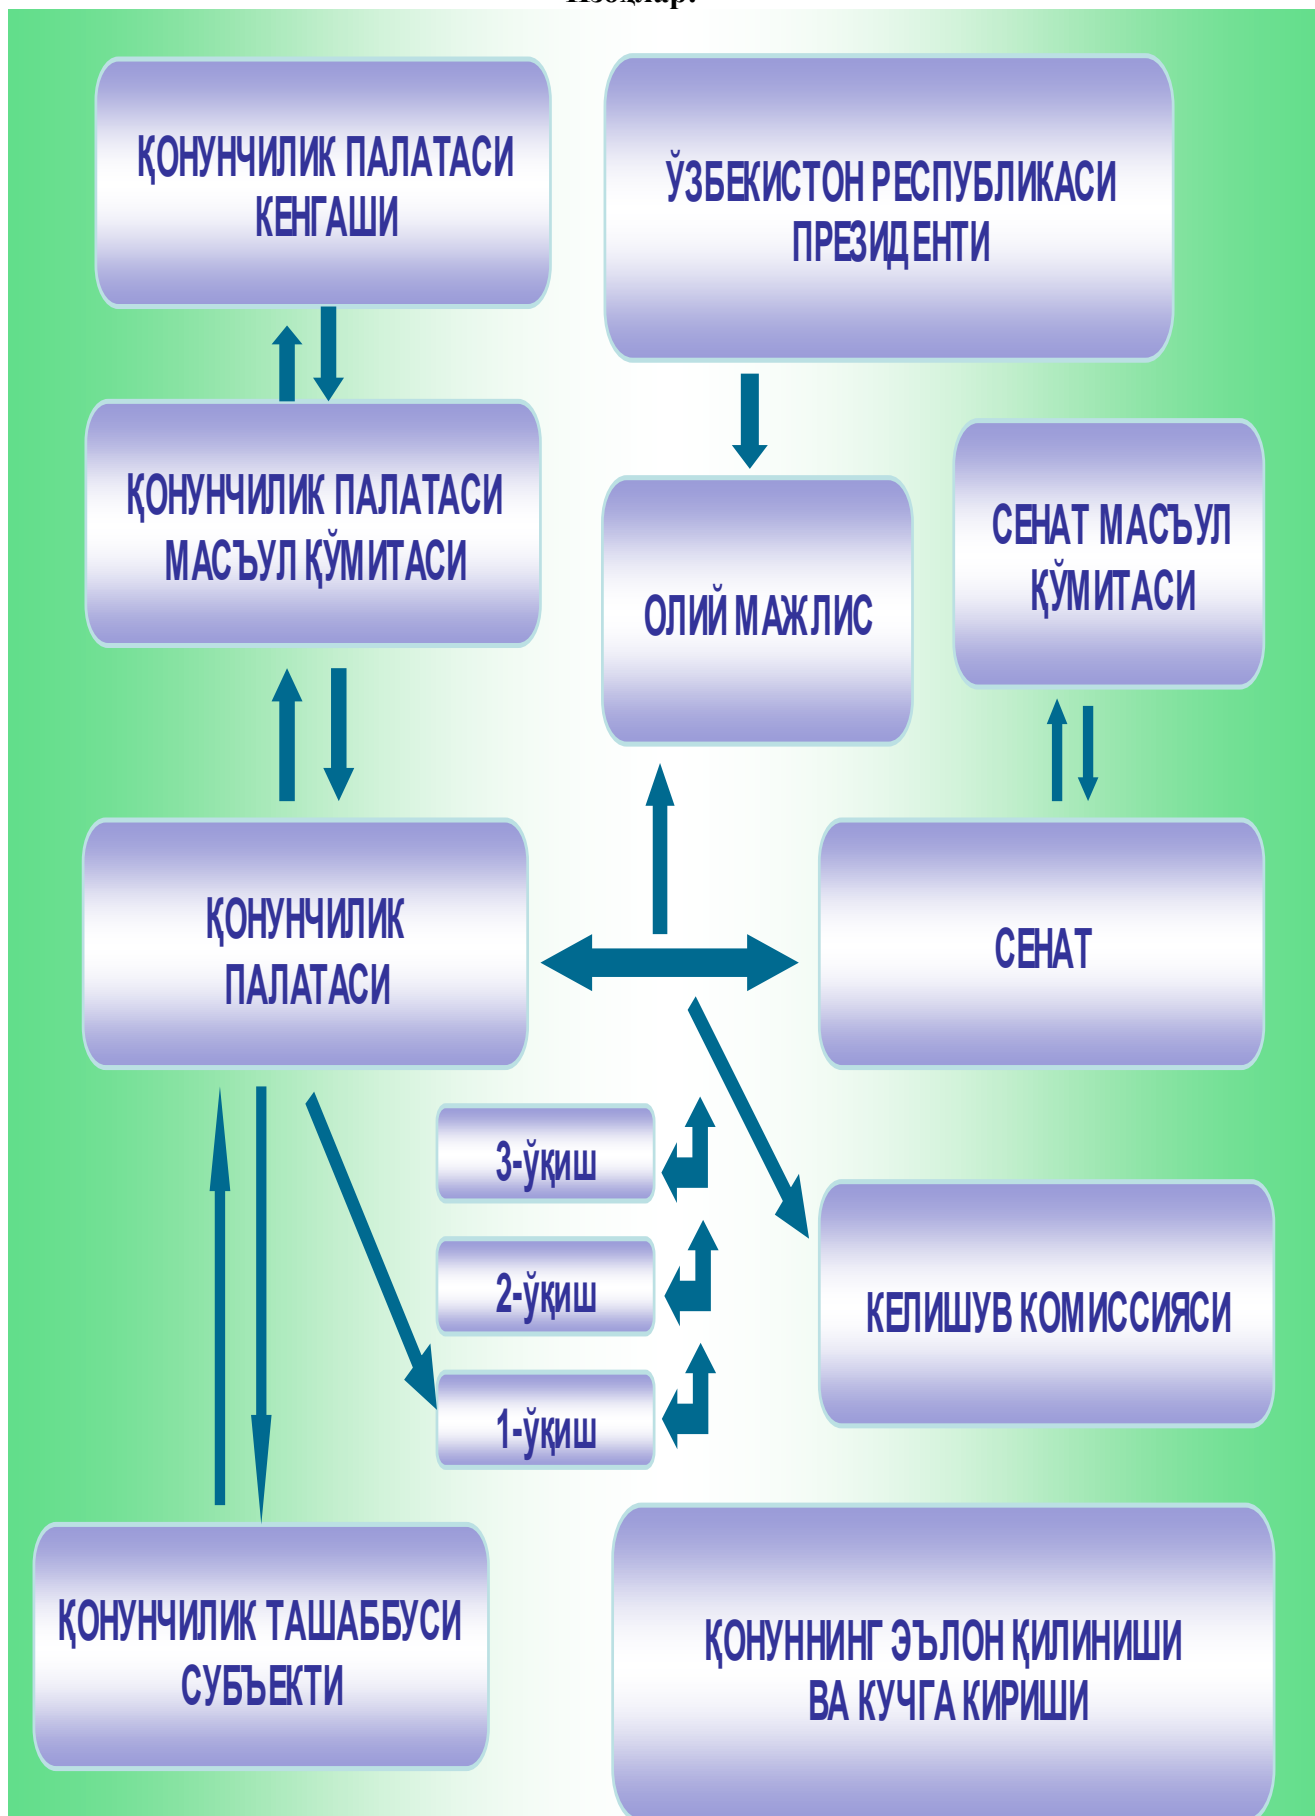 Изоҳлар:
ҚОНУНЧИЛИК ПАЛАТАСИ
КЕНГАШИ
ЎЗБЕКИСТОН РЕСПУБЛИКАСИ
ПРЕЗИДЕНТИ
ҚОНУНЧИЛИК ПАЛАТАСИ
МАСЪУЛ ҚЎМИТАСИ
ОЛИЙ МАЖЛИС
СЕНАТ МАСЪУЛ
ҚЎМИТАСИ
ҚОНУНЧИЛИК
ПАЛАТАСИ
СЕНАТ
3-ўқиш
2-ўқиш
1-ўқиш
КЕЛИШУВ КОМИССИЯСИ
ҚОНУНЧИЛИК ТАШАББУСИ
СУБЪЕКТИ
ҚОНУННИНГ ЭЪЛОН ҚИЛИНИШИ
ВА КУЧГА КИРИШИ